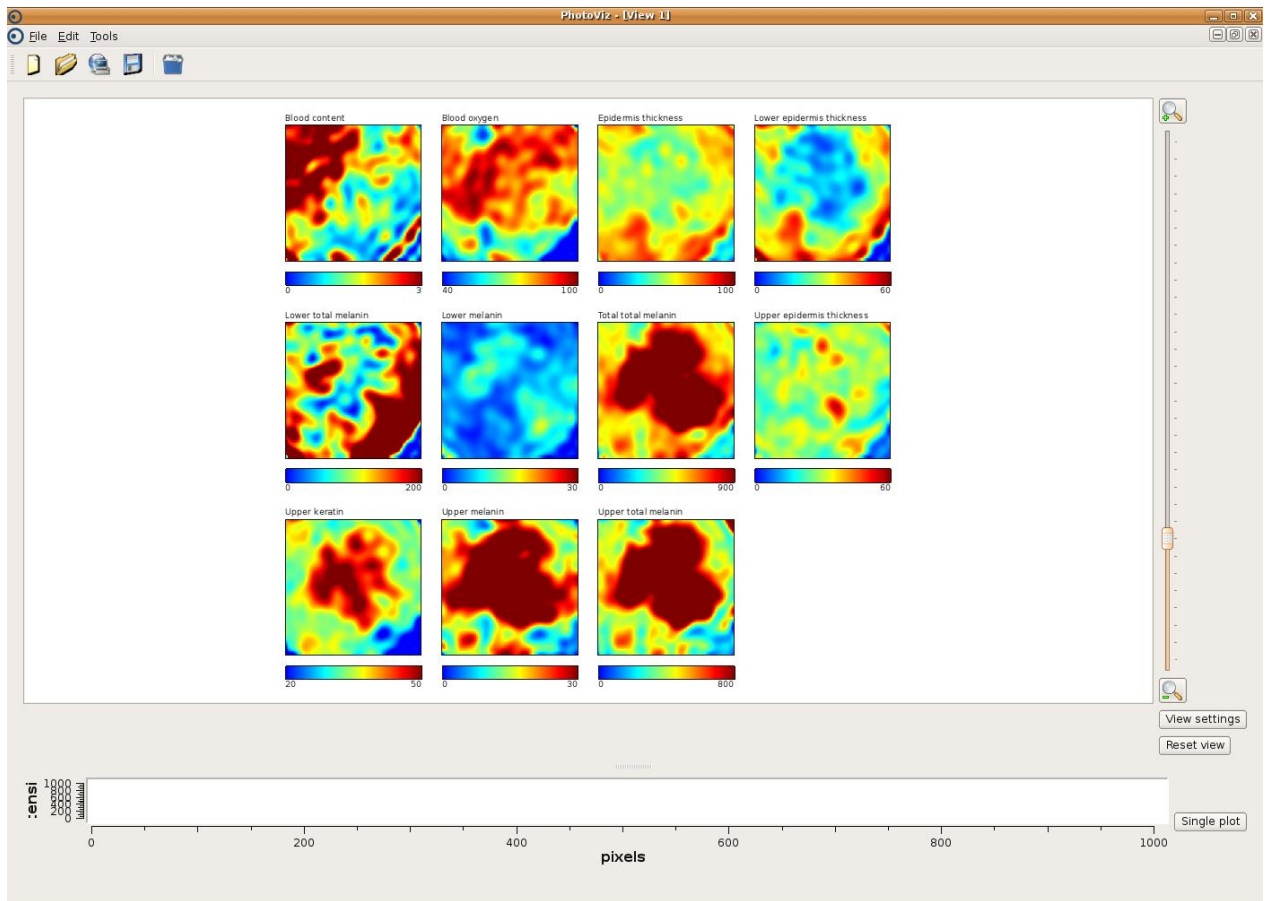 PhotoViz - [View 1]
File Edit Tools
Blood content Blood oxygen Epidermis thickness Lower epidermis thickness
0 3 40 100 0 100 0 60
Lower total melanin Lower melanin Total total melanin Upper epidermis thickness
0 200 0 30 0 900 0 60
Upper keratin Upper melanin Upper total melanin
20 50 0 30 0 800
View settings
Reset view
1000
800
600
400
200
0
tensi
Single plot
0 200 400 600 800 1000
pixels